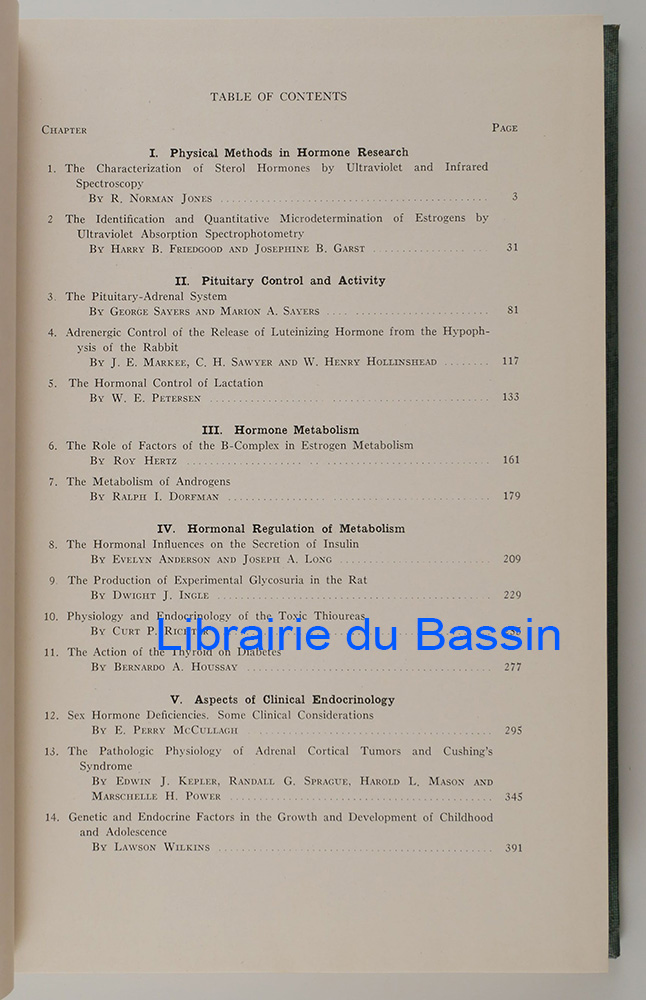 TABLE OF CONTENTS
CHAPTER PAGE
I. Physical Methods in Hormone Research
1. The Characterization of Sterol Hormones by Ultraviolet and Infrared
Spectroscopy
BY R. NORMAN JONES 3
2 The Identification and Quantitative Microdetermination of Estrogens by
Ultraviolet Absorption Spectrophotometry
BY HARRY B. FRIEDGOOD AND JOSEPHINE B. GARST 31
II. Pituitary Control and Activity
3. The Pituitary-Adrenal System
BY GEORGE SAYERS AND MARION A. SAYERS 81
4. Adrenergic Control of the Release of Luteinizing Hormone from the Hypoph-
ysis of the Rabbit
BY J. E. MARKEE, C. H. SAWYER AND W. HENRY HOLLINSHEAD 117
5. The Hormonal Control of Lactation
BY W. E. PETERSEN 133
III. Hormone Metabolism
6. The Role of Factors of the B-Complex in Estrogen Metabolism
BY ROY HERTZ 161
7. The Metabolism of Androgens
BY RALPH I. DORFMAN 179
IV. Hormonal Regulation of Metabolism
8. The Hormonal Influences on the Secretion of Insulin
BY EVELYN ANDERSON AND JOSEPH A. LONG 209
9. The Production of Experimental Glycosuria in the Rat
BY DWIGHT J. INGLE 229
10. Physiology and Endocrinology of the Toxic Thioureas
BY CURT P. RICHTER
Librairie du Bassin
11. The Action of the Thyroid on Diabetes
BY BERNARDO A. HOUSSAY 277
V. Aspects of Clinical Endocrinology
12. Sex Hormone Deficiencies. Some Clinical Considerations
BY E. PERRY MCCULLAGH 295
13. The Pathologic Physiology of Adrenal Cortical Tumors and Cushing's
Syndrome
BY EDWIN J. KEPLER, RANDALL G. SPRAGUE, HAROLD L. MASON AND
MARSCHELLE H. POWER 345
14. Genetic and Endocrine Factors in the Growth and Development of Childhood
and Adolescence
BY LAWSON WILKINS 391